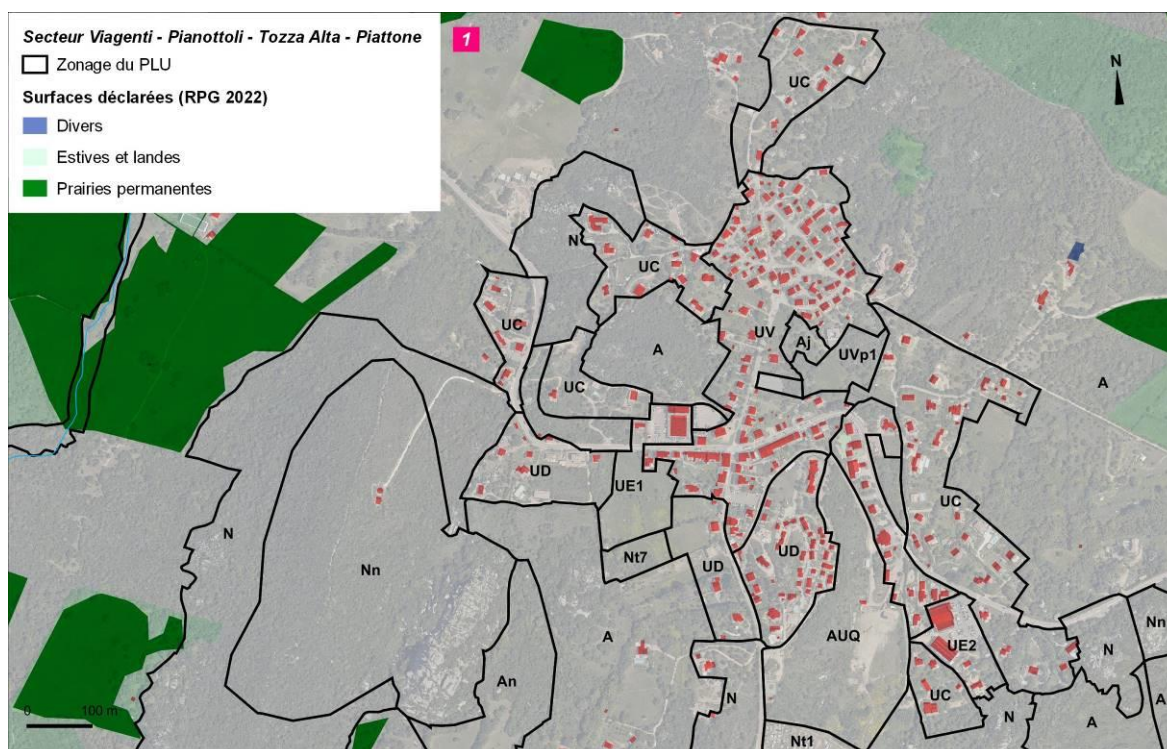 Secteur Viagenti - Pianottoli - Tozza Alta - Piattone
Zonage du PLU
Surfaces déclarées (RPG 2022)
Divers
Estives et landes
Prairies permanentes
1
N
UC
N
UC
UC
UV
Aj
UVp1
A
A
UC
UD
UE1
UC
N
Nn
Nt7
UD
UD
A
An
AUQ
UE2
N
Nn
N
UC
N
A
A
Nt1
0 100 m